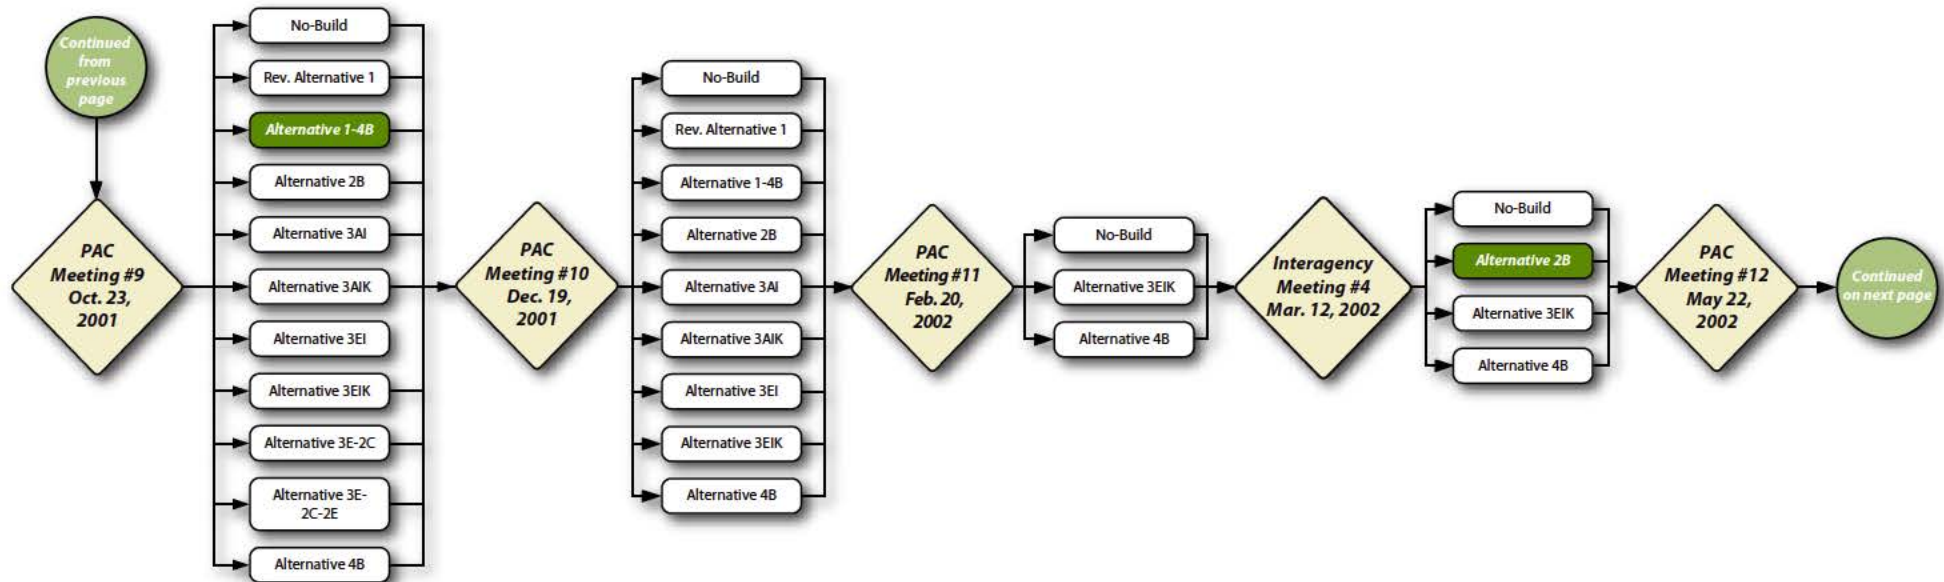 Continued
from
previous
page
PAC
Meeting #9
Oct. 23,
2001
No-Build
Rev. Alternative 1
Alternative 1-4B
Alternative 2B
Alternative 3AI
Alternative 3AIK
Alternative 3EI
Alternative 3EIK
Alternative 3E-2C
Alternative 3E-
2C-2E
Alternative 4B
PAC
Meeting #10
Dec. 19,
2001
No-Build
Rev. Alternative 1
Alternative 1-4B
Alternative 2B
Alternative 3AI
Alternative 3AIK
Alternative 3EI
Alternative 3EIK
Alternative 4B
PAC
Meeting #11
Feb. 20,
2002
No-Build
Alternative 3EIK
Alternative 4B
Interagency
Meeting #4
Mar. 12, 2002
No-Build
Alternative 2B
Alternative 3EIK
Alternative 4B
PAC
Meeting #12
May 22,
2002
Continued
on next page